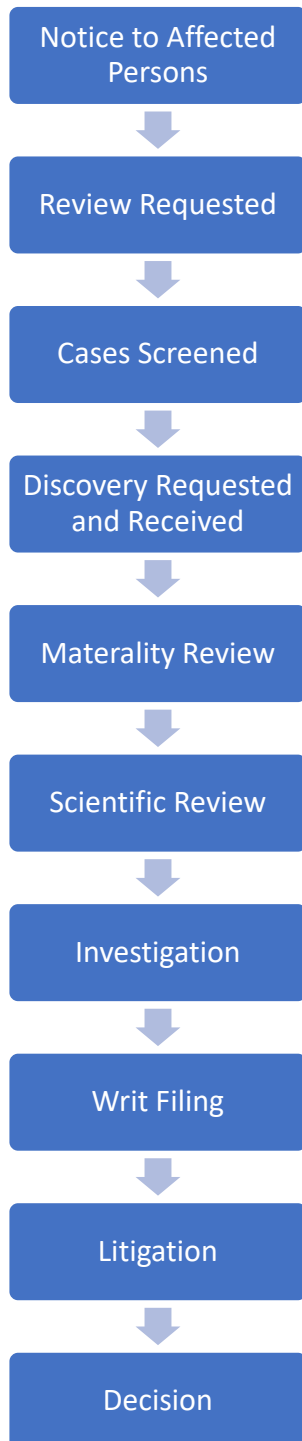 Notice to Affected
Persons
Review Requested
Cases Screened
Discovery Requested
and Received
Materality Review
Scientific Review
Investigation
Writ Filing
Litigation
Decision